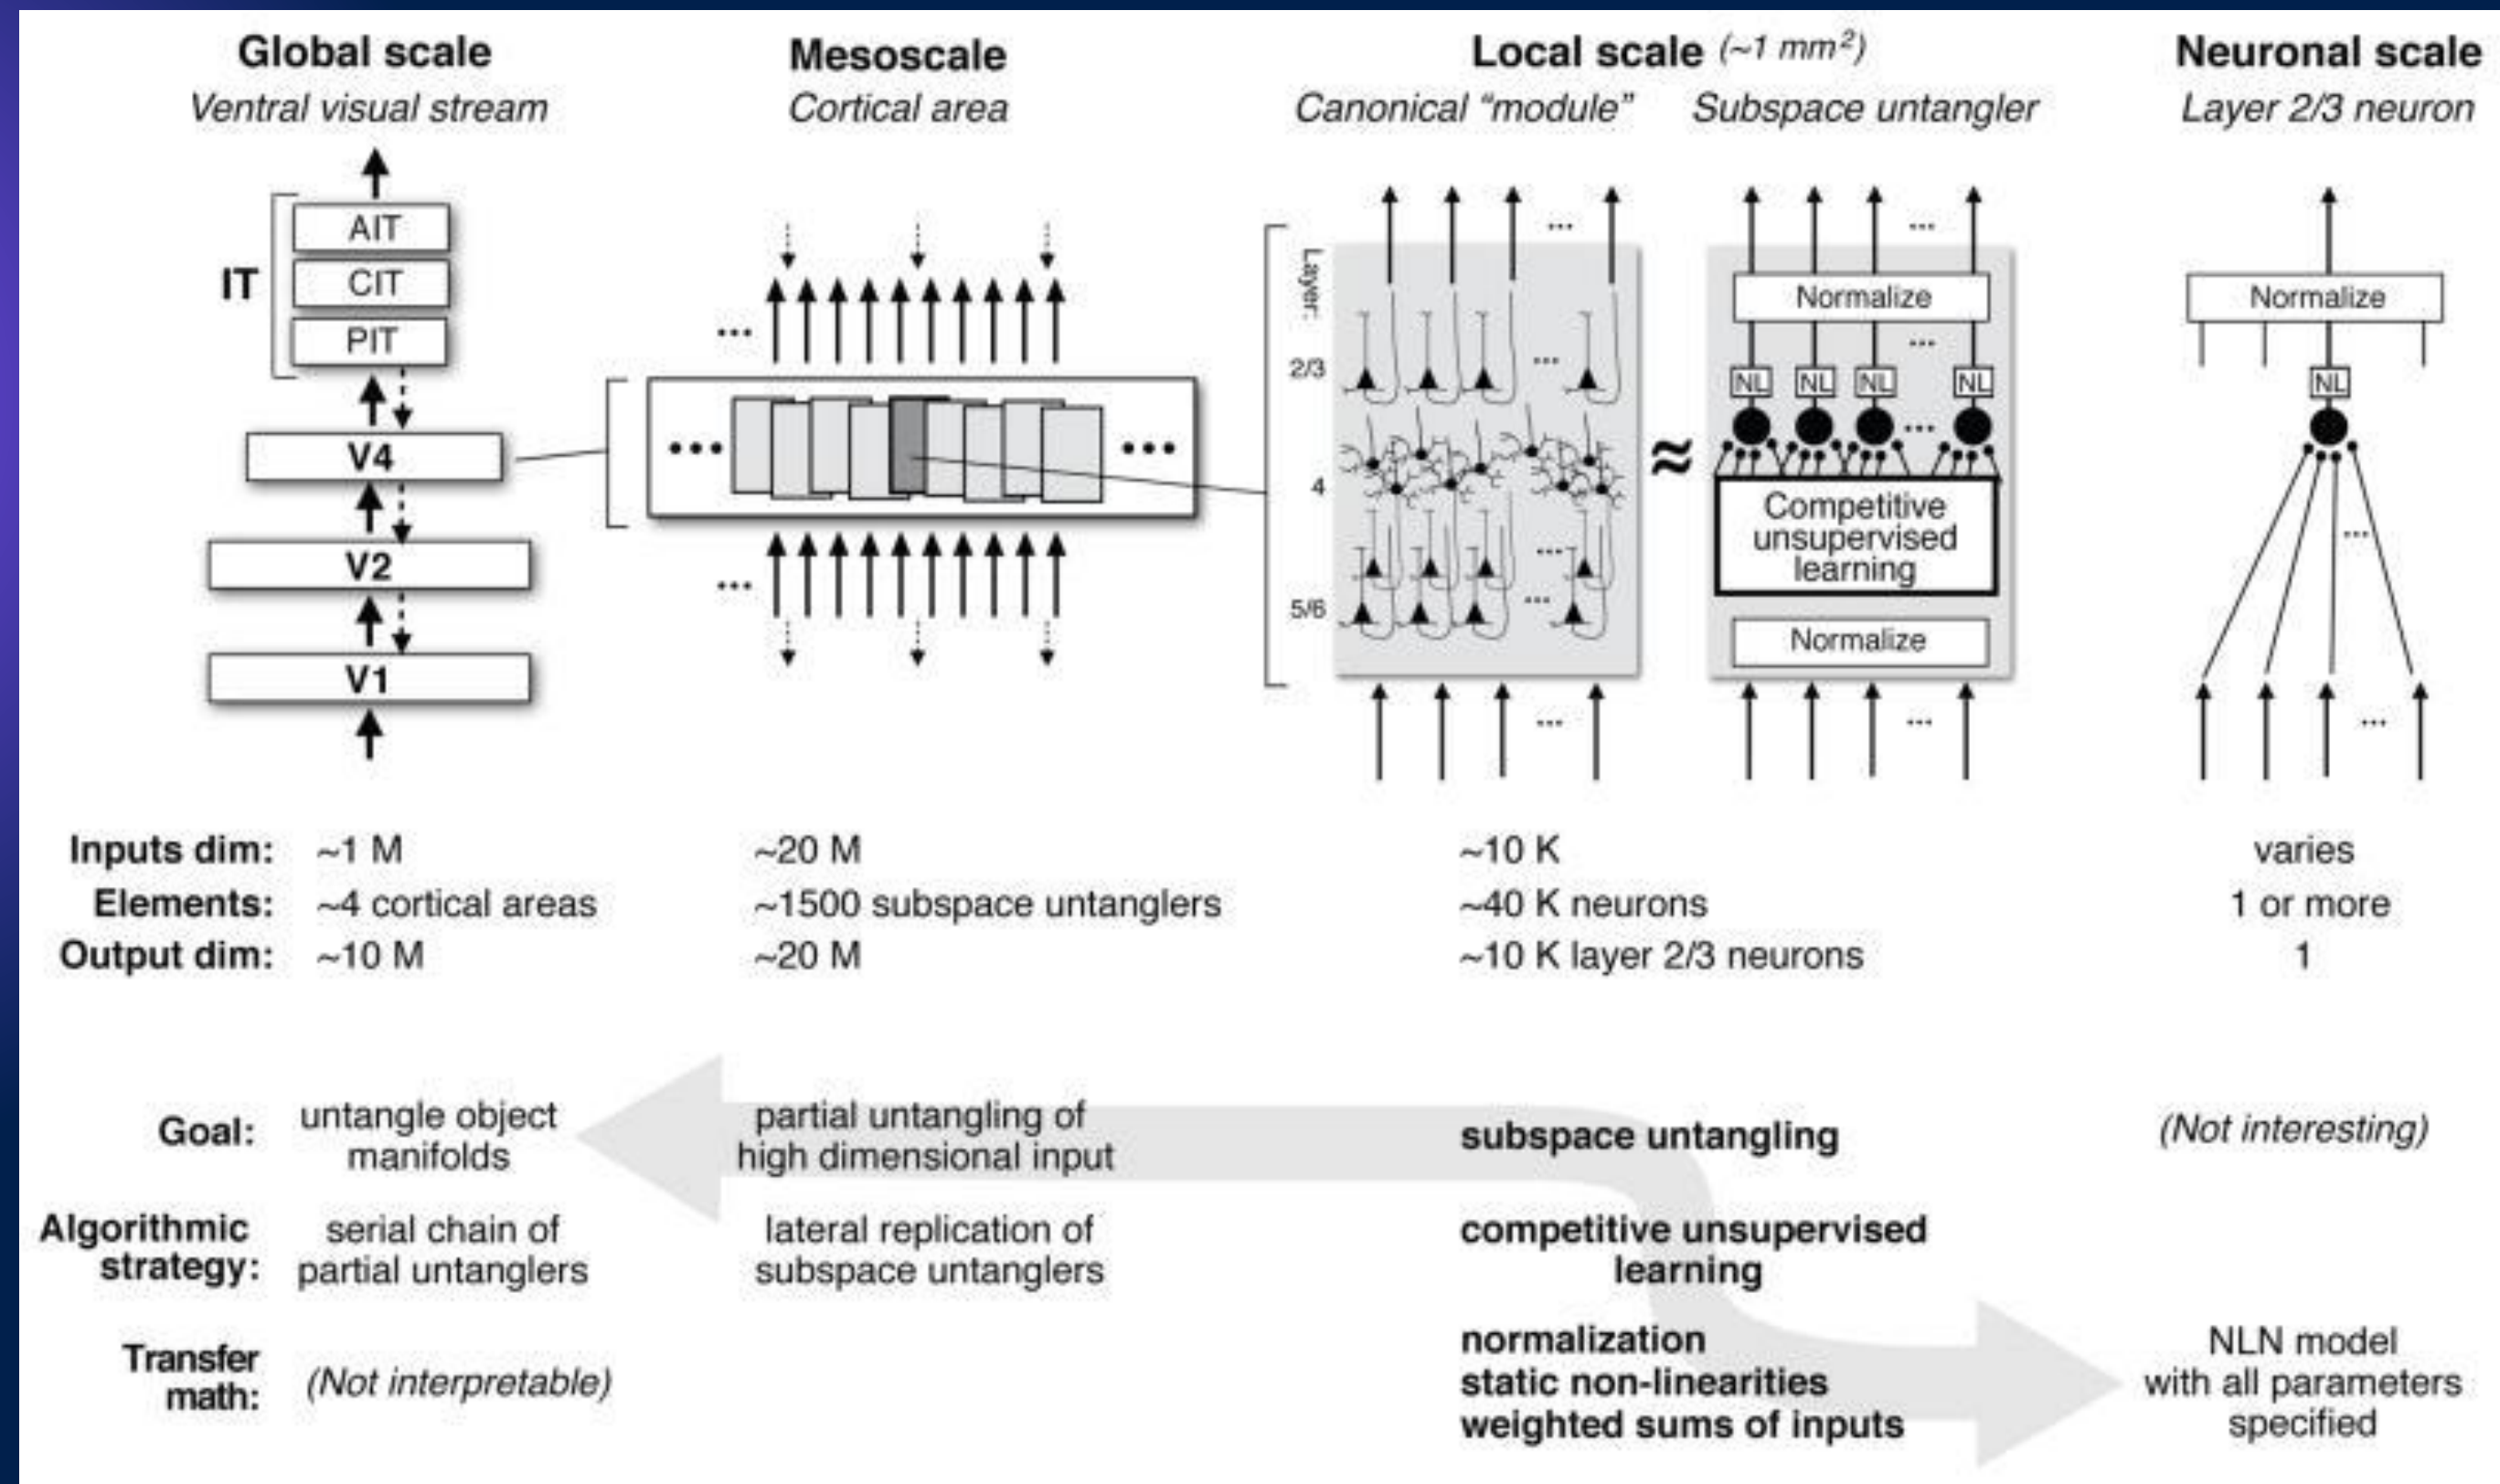 Global scale
Ventral visual stream
AIT
CIT
PIT
IT
V4
V2
V1
Mesoscale
Cortical area
...
...
...
...
Local scale (~1 mm²)
Canonical “module”
Subspace untangler
Layer:
2/3
4
5/6
...
...
...
...
...
≈
...
Normalize
...
NL NL NL NL
...
Competitive
unsupervised
learning
Normalize
...
Neuronal scale
Layer 2/3 neuron
Normalize
NL
...
...
Inputs dim: ~1 M ~20 M ~10 K varies
Elements: ~4 cortical areas ~1500 subspace untanglers ~40 K neurons 1 or more
Output dim: ~10 M ~20 M ~10 K layer 2/3 neurons 1
Goal:
untangle object
manifolds
partial untangling of
high dimensional input
subspace untangling
(Not interesting)
Algorithmic
strategy:
serial chain of
partial untanglers
lateral replication of
subspace untanglers
competitive unsupervised
learning
Transfer
math:
(Not interpretable)
normalization
static non-linearities
weighted sums of inputs
NLN model
with all parameters
specified